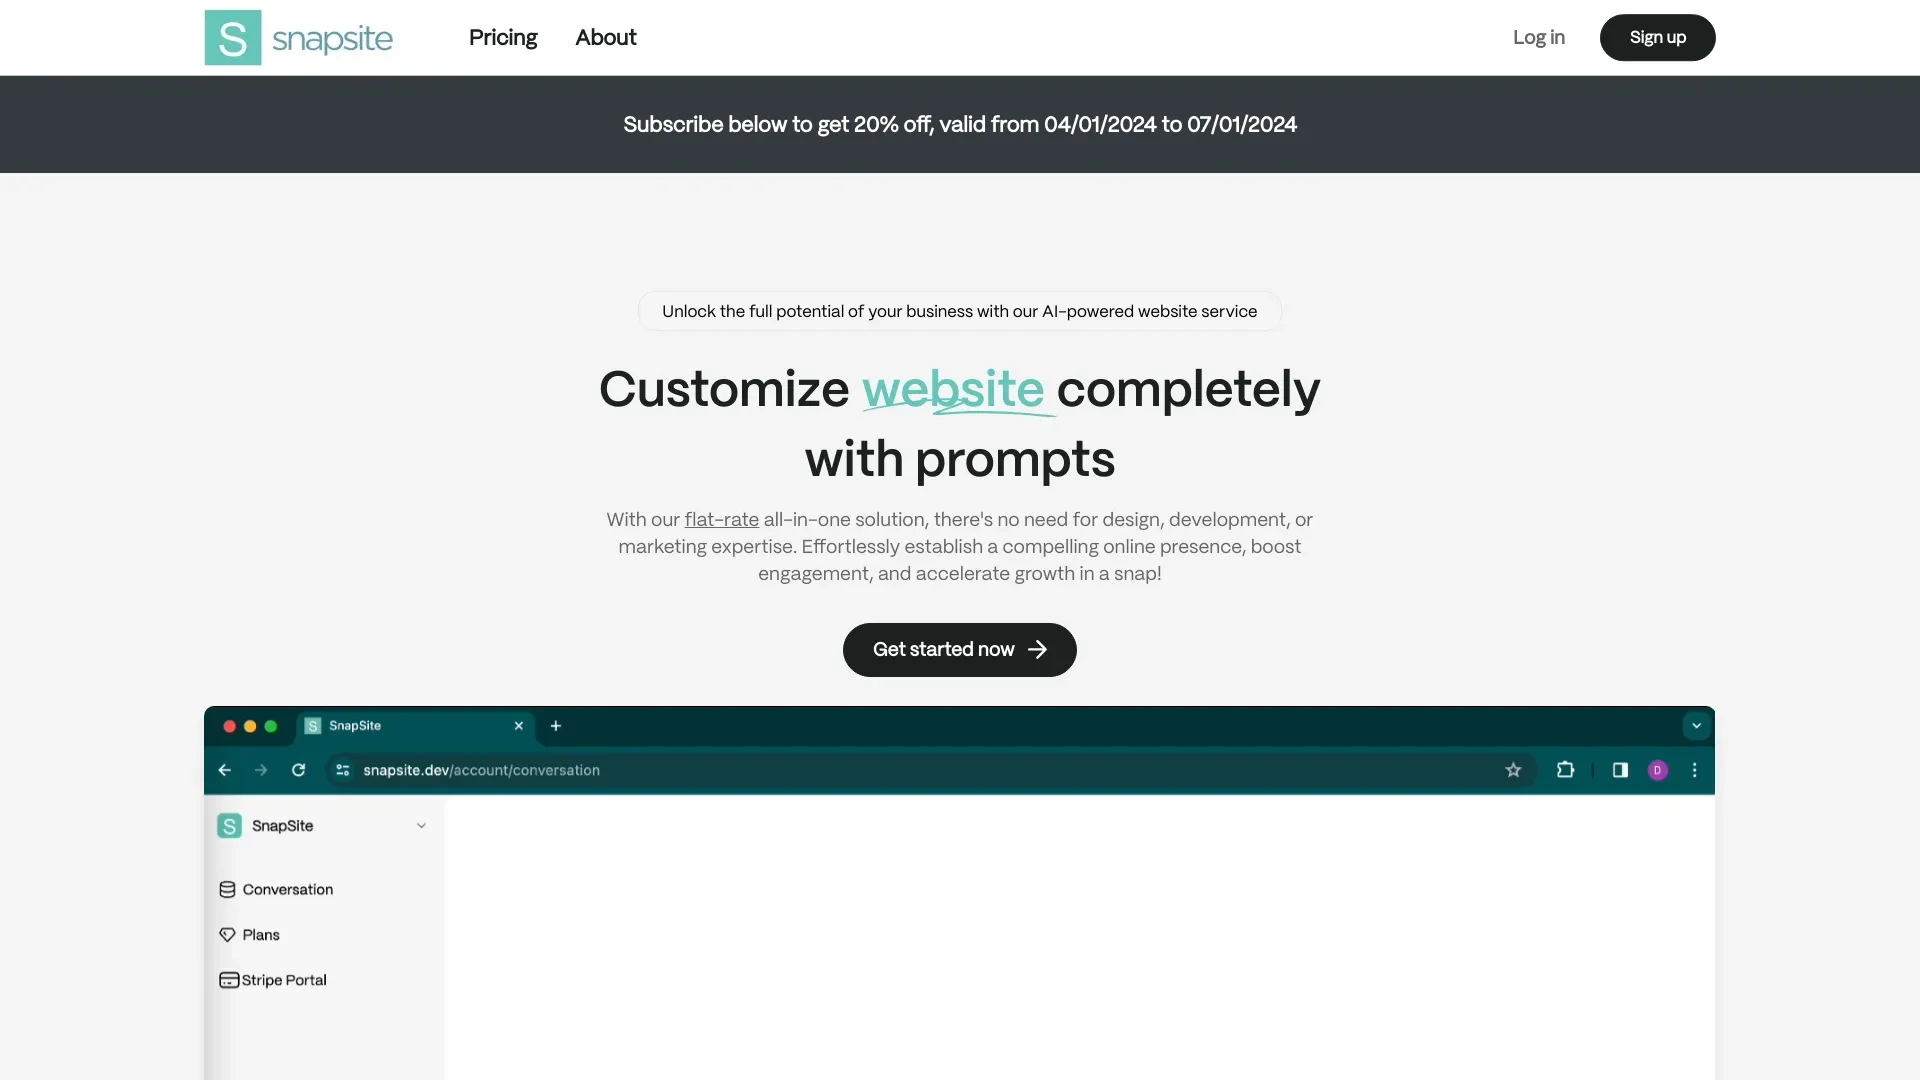 S snapsite
Pricing
About
Log in
Sign up
Subscribe below to get 20% off, valid from 04/01/2024 to 07/01/2024
Unlock the full potential of your business with our AI-powered website service
Customize website completely
with prompts
With our flat-rate all-in-one solution, there's no need for design, development, or
marketing expertise. Effortlessly establish a compelling online presence, boost
engagement, and accelerate growth in a snap!
Get started now
S SnapSite
snapsite.dev/account/conversation
D
S SnapSite
Conversation
Plans
Stripe Portal